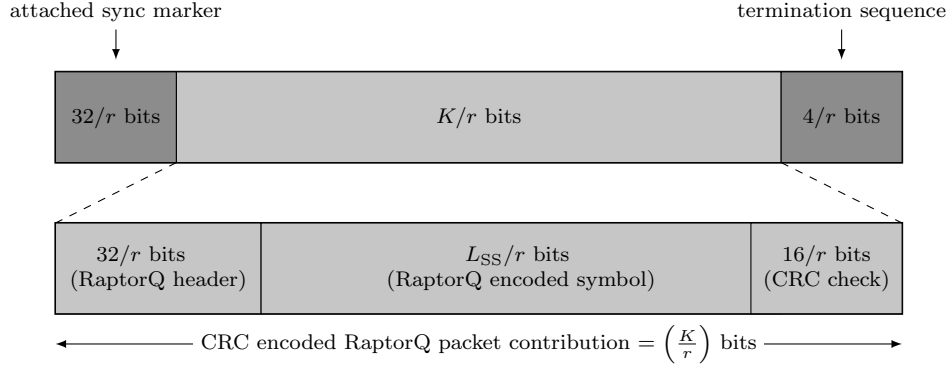 attached sync marker
termination sequence
32/r bits
K/r bits
4/r bits
32/r bits
(RaptorQ header)
L_SS/r bits
(RaptorQ encoded symbol)
16/r bits
(CRC check)
CRC encoded RaptorQ packet contribution = (K/r) bits